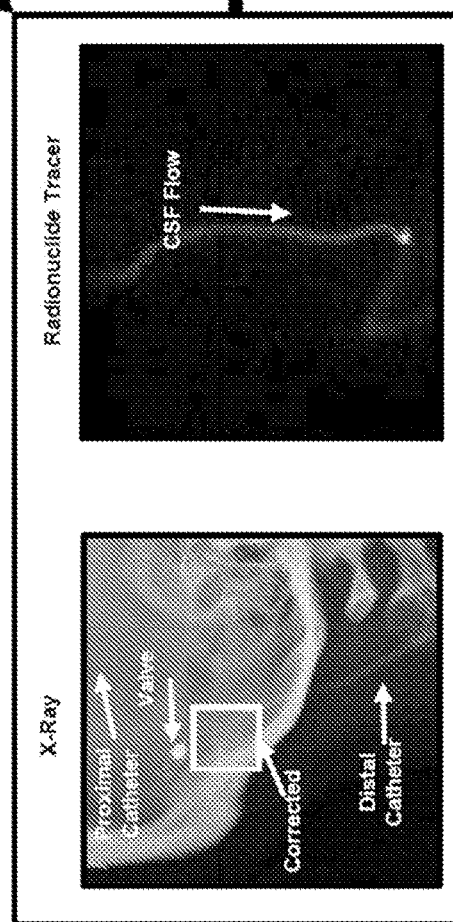 X-Ray
Proximal
Catheter
Valve
Corrected
Distal
Catheter
Radionuclide Tracer
CSF Flow